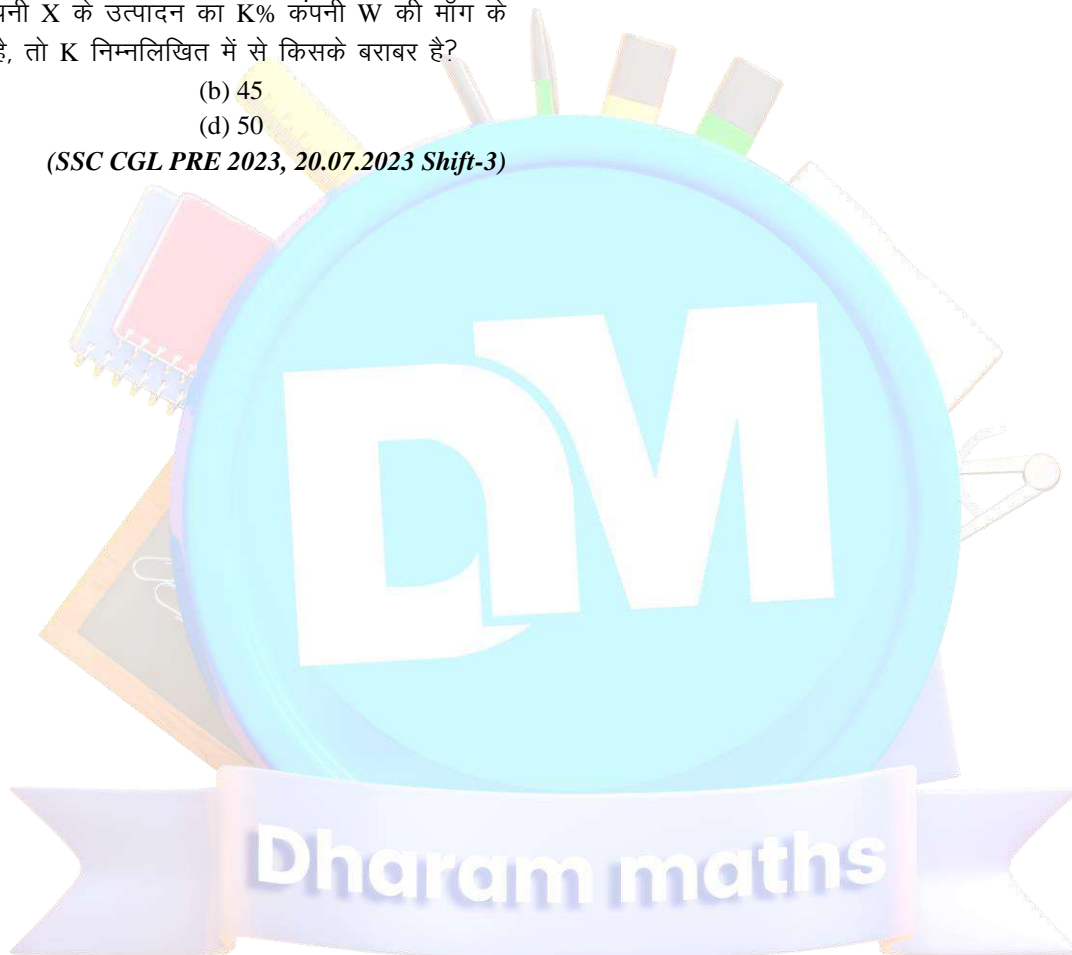 X के उत्पादन का K% कंपनी W की माँग के
है, तो K निम्नलिखित में से किसके बराबर है?
(b) 45
(d) 50
(SSC CGL PRE 2023, 20.07.2023 Shift-3)
DM
Dharam maths